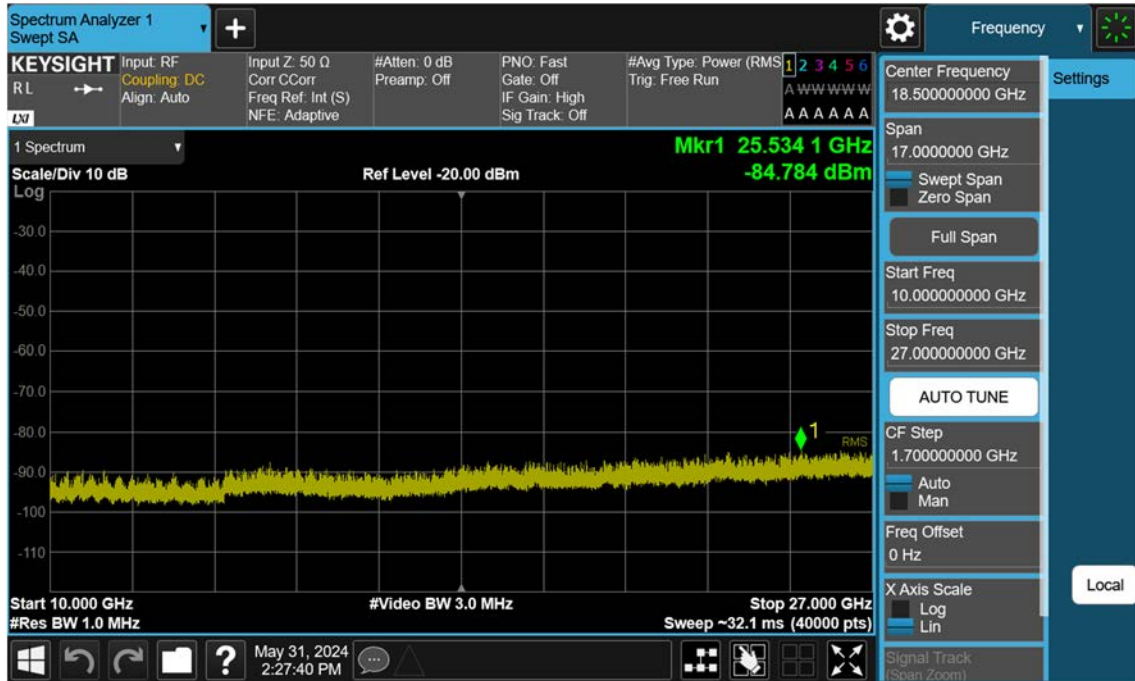 Spectrum Analyzer 1
Swept SA
+
Frequency
KEYSIGHT
RL
LXI
Input: RF
Coupling: DC
Align: Auto
Input Z: 50 Ω
Corr CCorr
Freq Ref: Int (S)
NFE: Adaptive
#Atten: 0 dB
Preamp: Off
PNO: Fast
Gate: Off
IF Gain: High
Sig Track: Off
#Avg Type: Power (RMS
Trig: Free Run
1 2 3 4 5 6
A W W W W W
A A A A A A
1 Spectrum
Mkr1 25.534 1 GHz
Scale/Div 10 dB
Ref Level -20.00 dBm
-84.784 dBm
Log
-30.0
-40.0
-50.0
-60.0
-70.0
-80.0
-90.0
-100
-110
1
RMS
Start 10.000 GHz
#Video BW 3.0 MHz
Stop 27.000 GHz
#Res BW 1.0 MHz
Sweep ~32.1 ms (40000 pts)
Center Frequency
18.500000000 GHz
Settings
Span
17.0000000 GHz
Swept Span
Zero Span
Full Span
Start Freq
10.000000000 GHz
Stop Freq
27.000000000 GHz
AUTO TUNE
CF Step
1.700000000 GHz
Auto
Man
Freq Offset
0 Hz
X Axis Scale
Log
Lin
Local
Signal Track
(Span Zoom)
?
May 31, 2024
2:27:40 PM